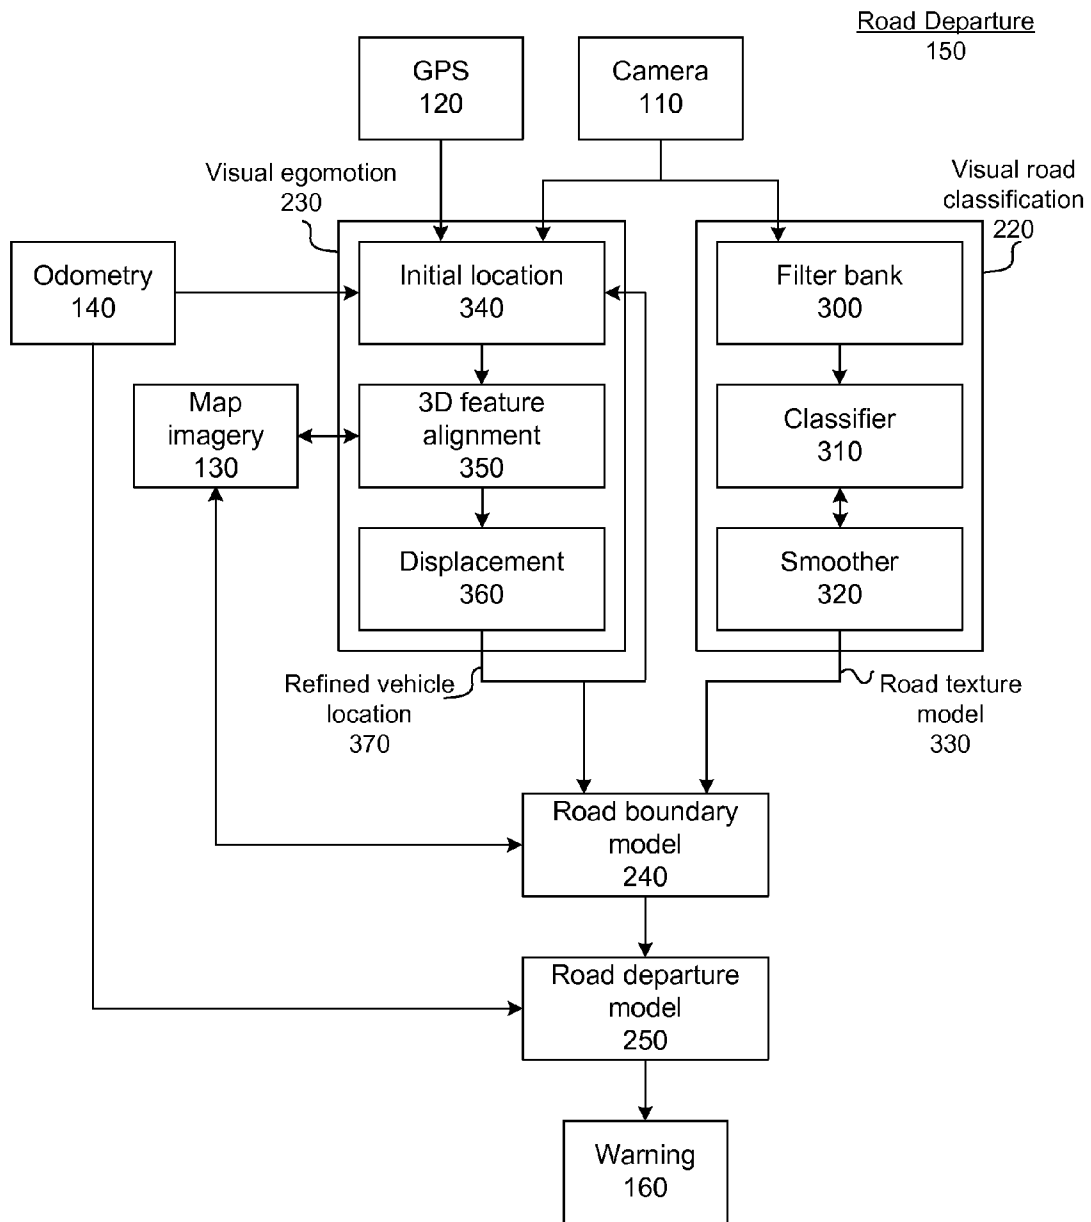 Road Departure
150
GPS
120
Camera
110
Visual egomotion
230
Visual road
classification
220
Odometry
140
Initial location
340
Filter bank
300
Map
imagery
130
3D feature
alignment
350
Classifier
310
Displacement
360
Smoother
320
Refined vehicle
location
370
Road texture
model
330
Road boundary
model
240
Road departure
model
250
Warning
160